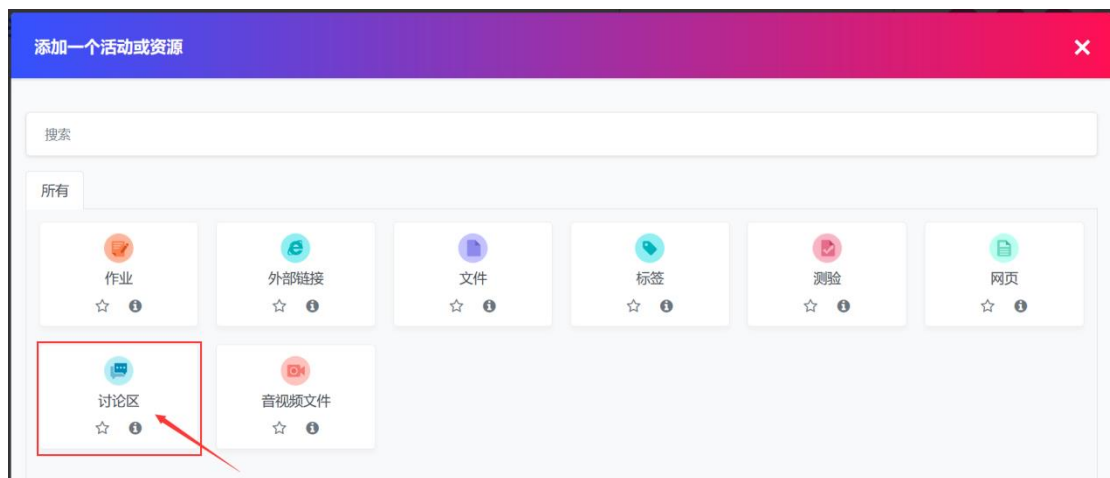 添加一个活动或资源
搜索
所有
作业
外部链接
文件
标签
测验
网页
讨论区
音视频文件